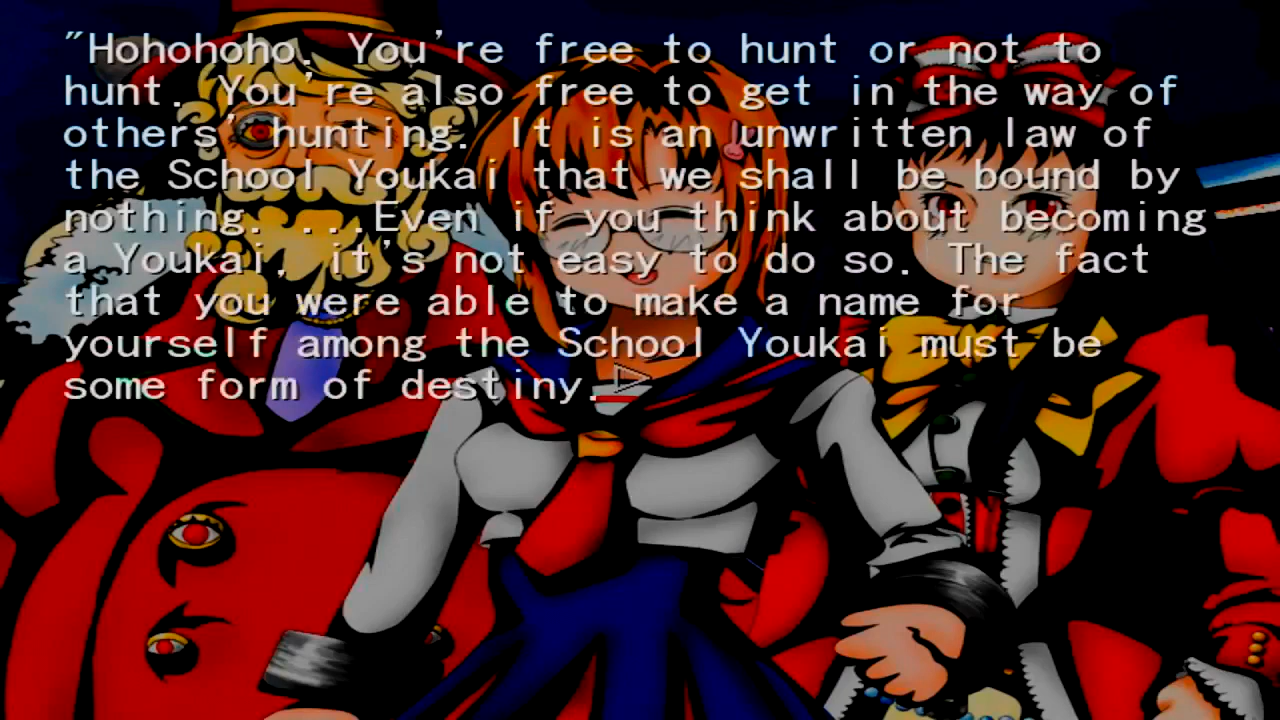 "Hohohoho. You're free to hunt or not to
hunt. You're also free to get in the way of
others' hunting. It is an unwritten law of
the School Youkai that we shall be bound by
nothing. ...Even if you think about becoming
a Youkai, it's not easy to do so. The fact
that you were able to make a name for
yourself among the School Youkai must be
some form of destiny.